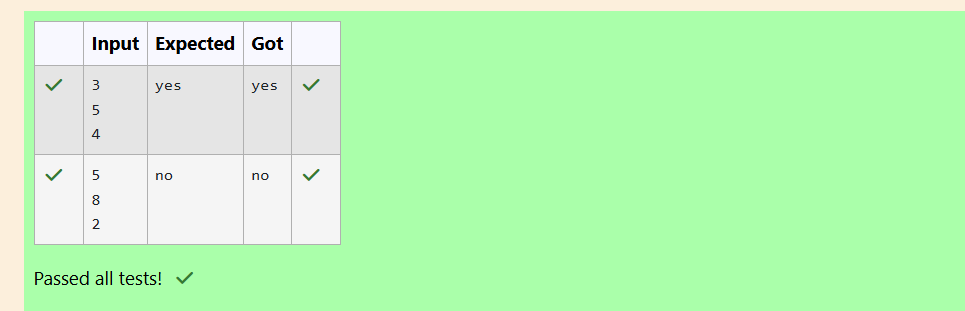 Input Expected Got
3 yes yes
5
4
5 no no
8
2
Passed all tests!